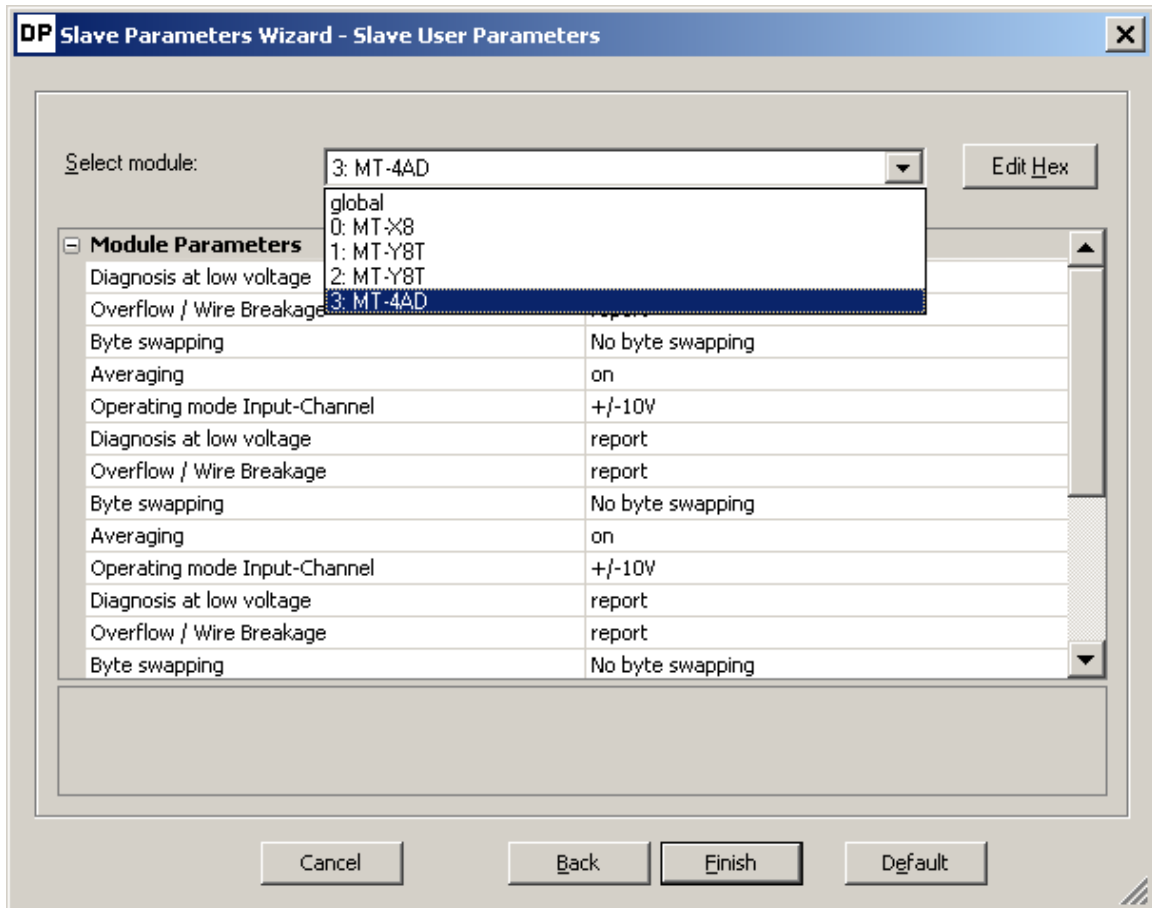 DP Slave Parameters Wizard - Slave User Parameters
Select module: 3: MT-4AD Edit Hex
global
0: MT-X8
1: MT-Y8T
2: MT-Y8T
3: MT-4AD
Module Parameters
Diagnosis at low voltage
Overflow / Wire Breakage report
Byte swapping No byte swapping
Averaging on
Operating mode Input-Channel +/-10V
Diagnosis at low voltage report
Overflow / Wire Breakage report
Byte swapping No byte swapping
Averaging on
Operating mode Input-Channel +/-10V
Diagnosis at low voltage report
Overflow / Wire Breakage report
Byte swapping No byte swapping
Cancel Back Finish Default